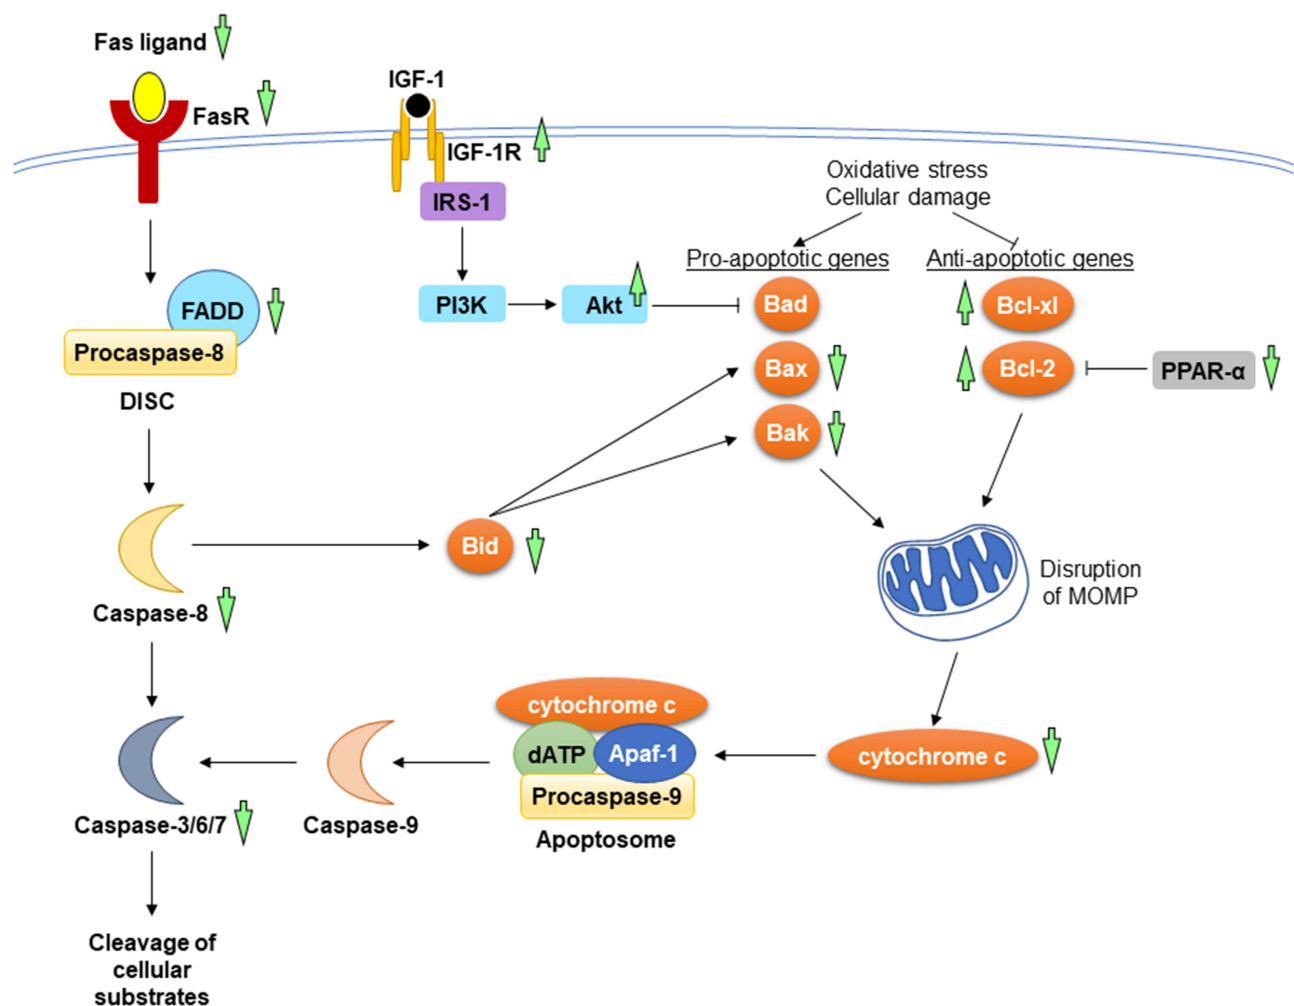 Fas ligand
FasR
IGF-1
IGF-1R
IRS-1
Oxidative stress
Cellular damage
Pro-apoptotic genes
Anti-apoptotic genes
FADD
Procaspase-8
DISC
PI3K
Akt
Bad
Bcl-xl
Bax
Bcl-2
PPAR-α
Bak
Bid
Disruption
of MOMP
Caspase-8
cytochrome c
dATP
Apaf-1
Procaspase-9
Apoptosome
cytochrome c
Caspase-3/6/7
Caspase-9
Cleavage of
cellular
substrates